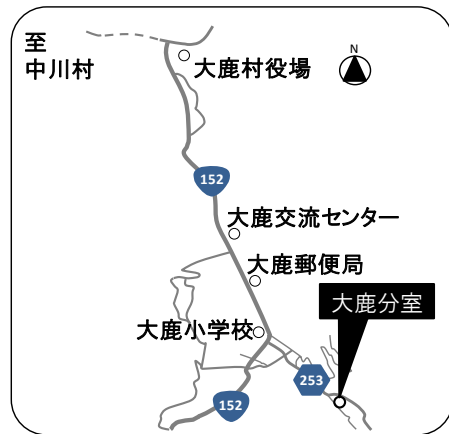 至
中川村
大鹿村役場
N
152
大鹿交流センター
大鹿郵便局
大鹿分室
大鹿小学校
253
152